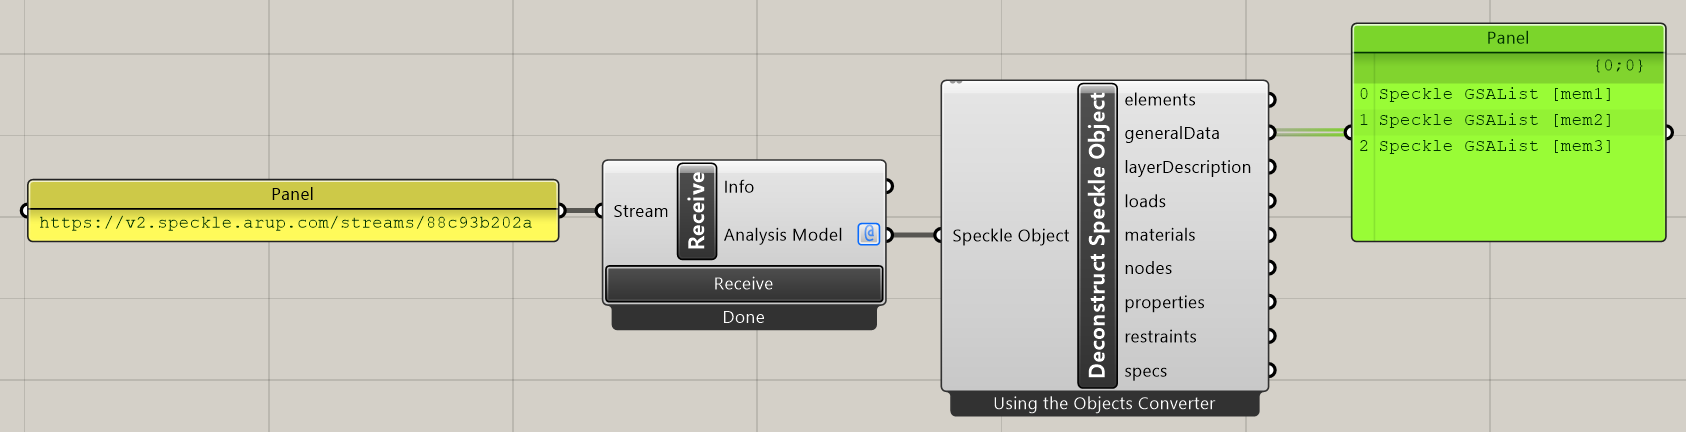 Panel
https://v2.speckle.arup.com/streams/88c93b202a
Stream
Receive
Info
Analysis Model
@
Receive
Done
Speckle Object
Deconstruct Speckle Object
elements
generalData
layerDescription
loads
materials
nodes
properties
restraints
specs
Using the Objects Converter
Panel
{0;0}
0 Speckle GSAList [mem1]
1 Speckle GSAList [mem2]
2 Speckle GSAList [mem3]